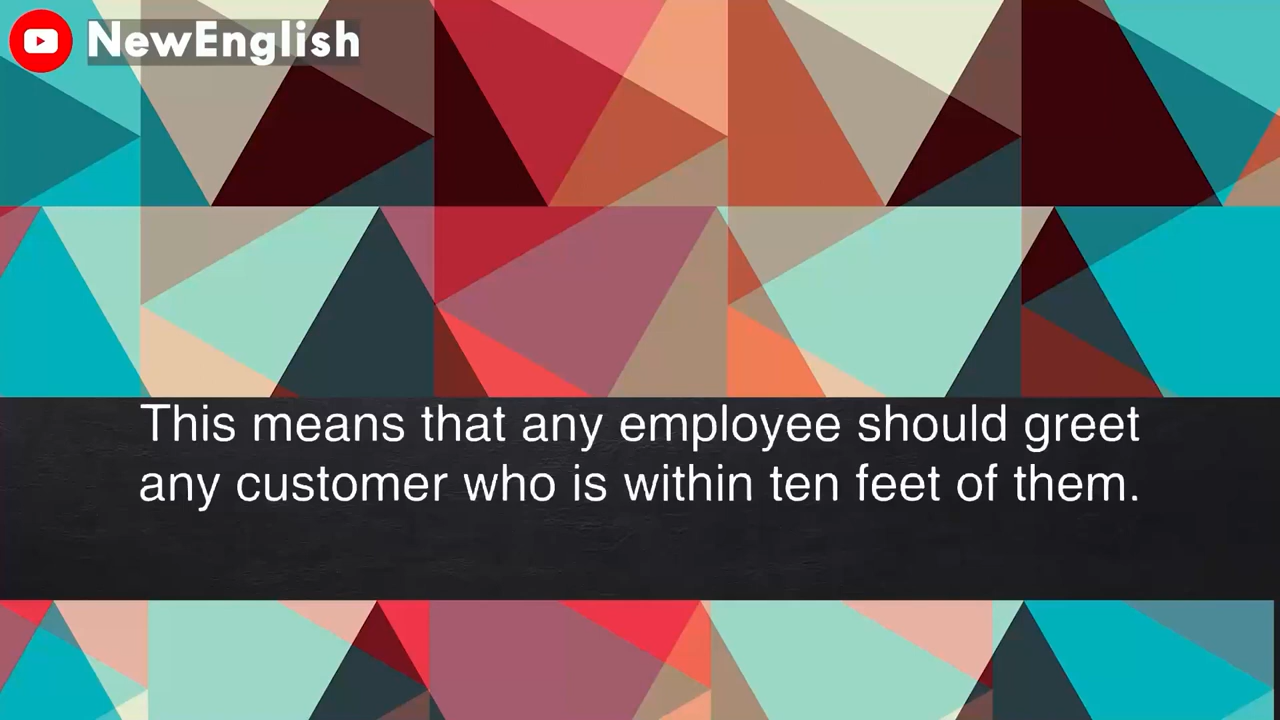 NewEnglish
This means that any employee should greet
any customer who is within ten feet of them.